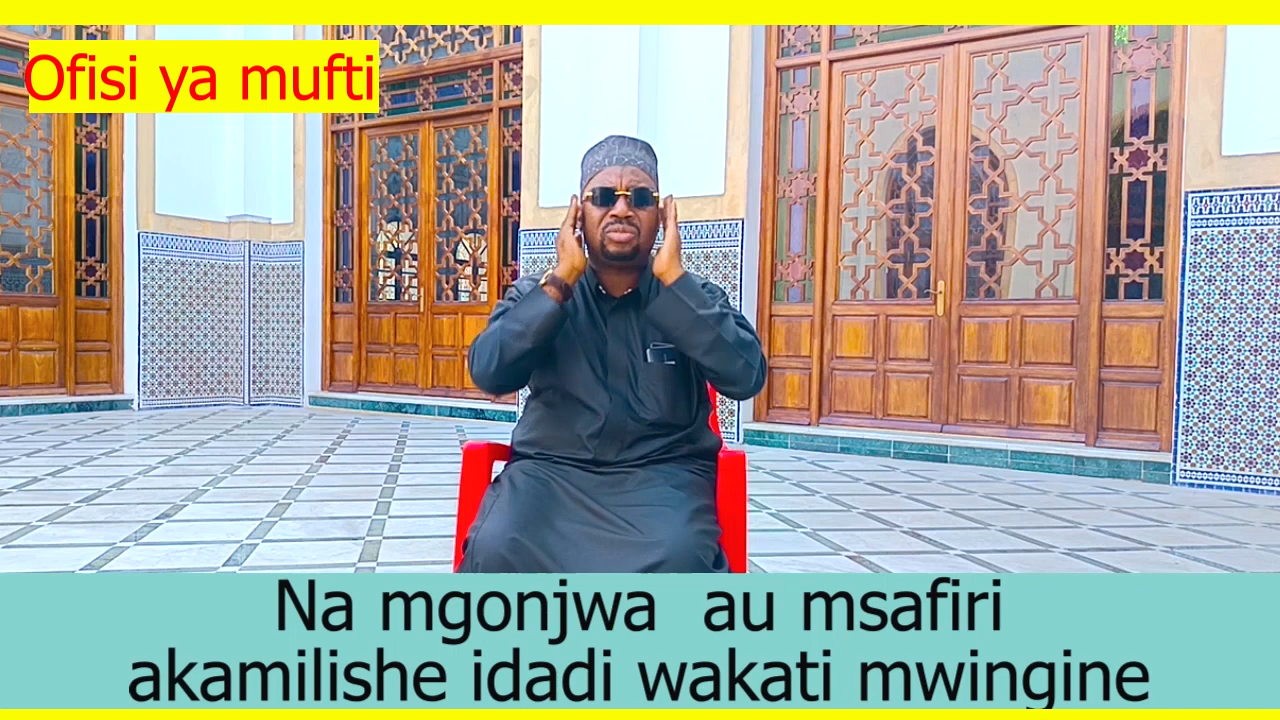 Ofisi ya mufti
Na mgonjwa au msafiri
akamilishe idadi wakati mwingine